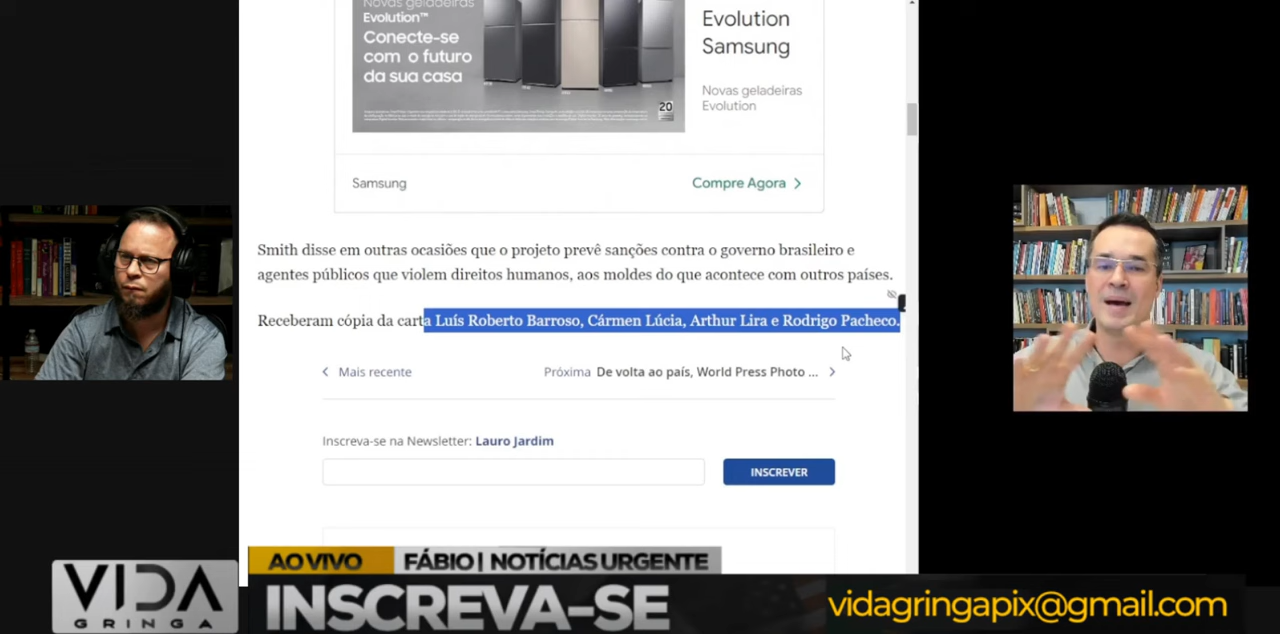 Novas geladeiras
Evolution™
Conecte-se
com o futuro
da sua casa
20
Evolution
Samsung
Novas geladeiras
Evolution
Samsung
Compre Agora
Smith disse em outras ocasiões que o projeto prevê sanções contra o governo brasileiro e
agentes públicos que violem direitos humanos, aos moldes do que acontece com outros países.
Receberam cópia da carta Luís Roberto Barroso, Cármen Lúcia, Arthur Lira e Rodrigo Pacheco.
Mais recente
Próxima De volta ao país, World Press Photo ...
Inscreva-se na Newsletter: Lauro Jardim
INSCREVER
AO VIVO
FÁBIO | NOTÍCIAS URGENTE
VIDA
GRINGA
INSCREVA-SE
vidagringapix@gmail.com